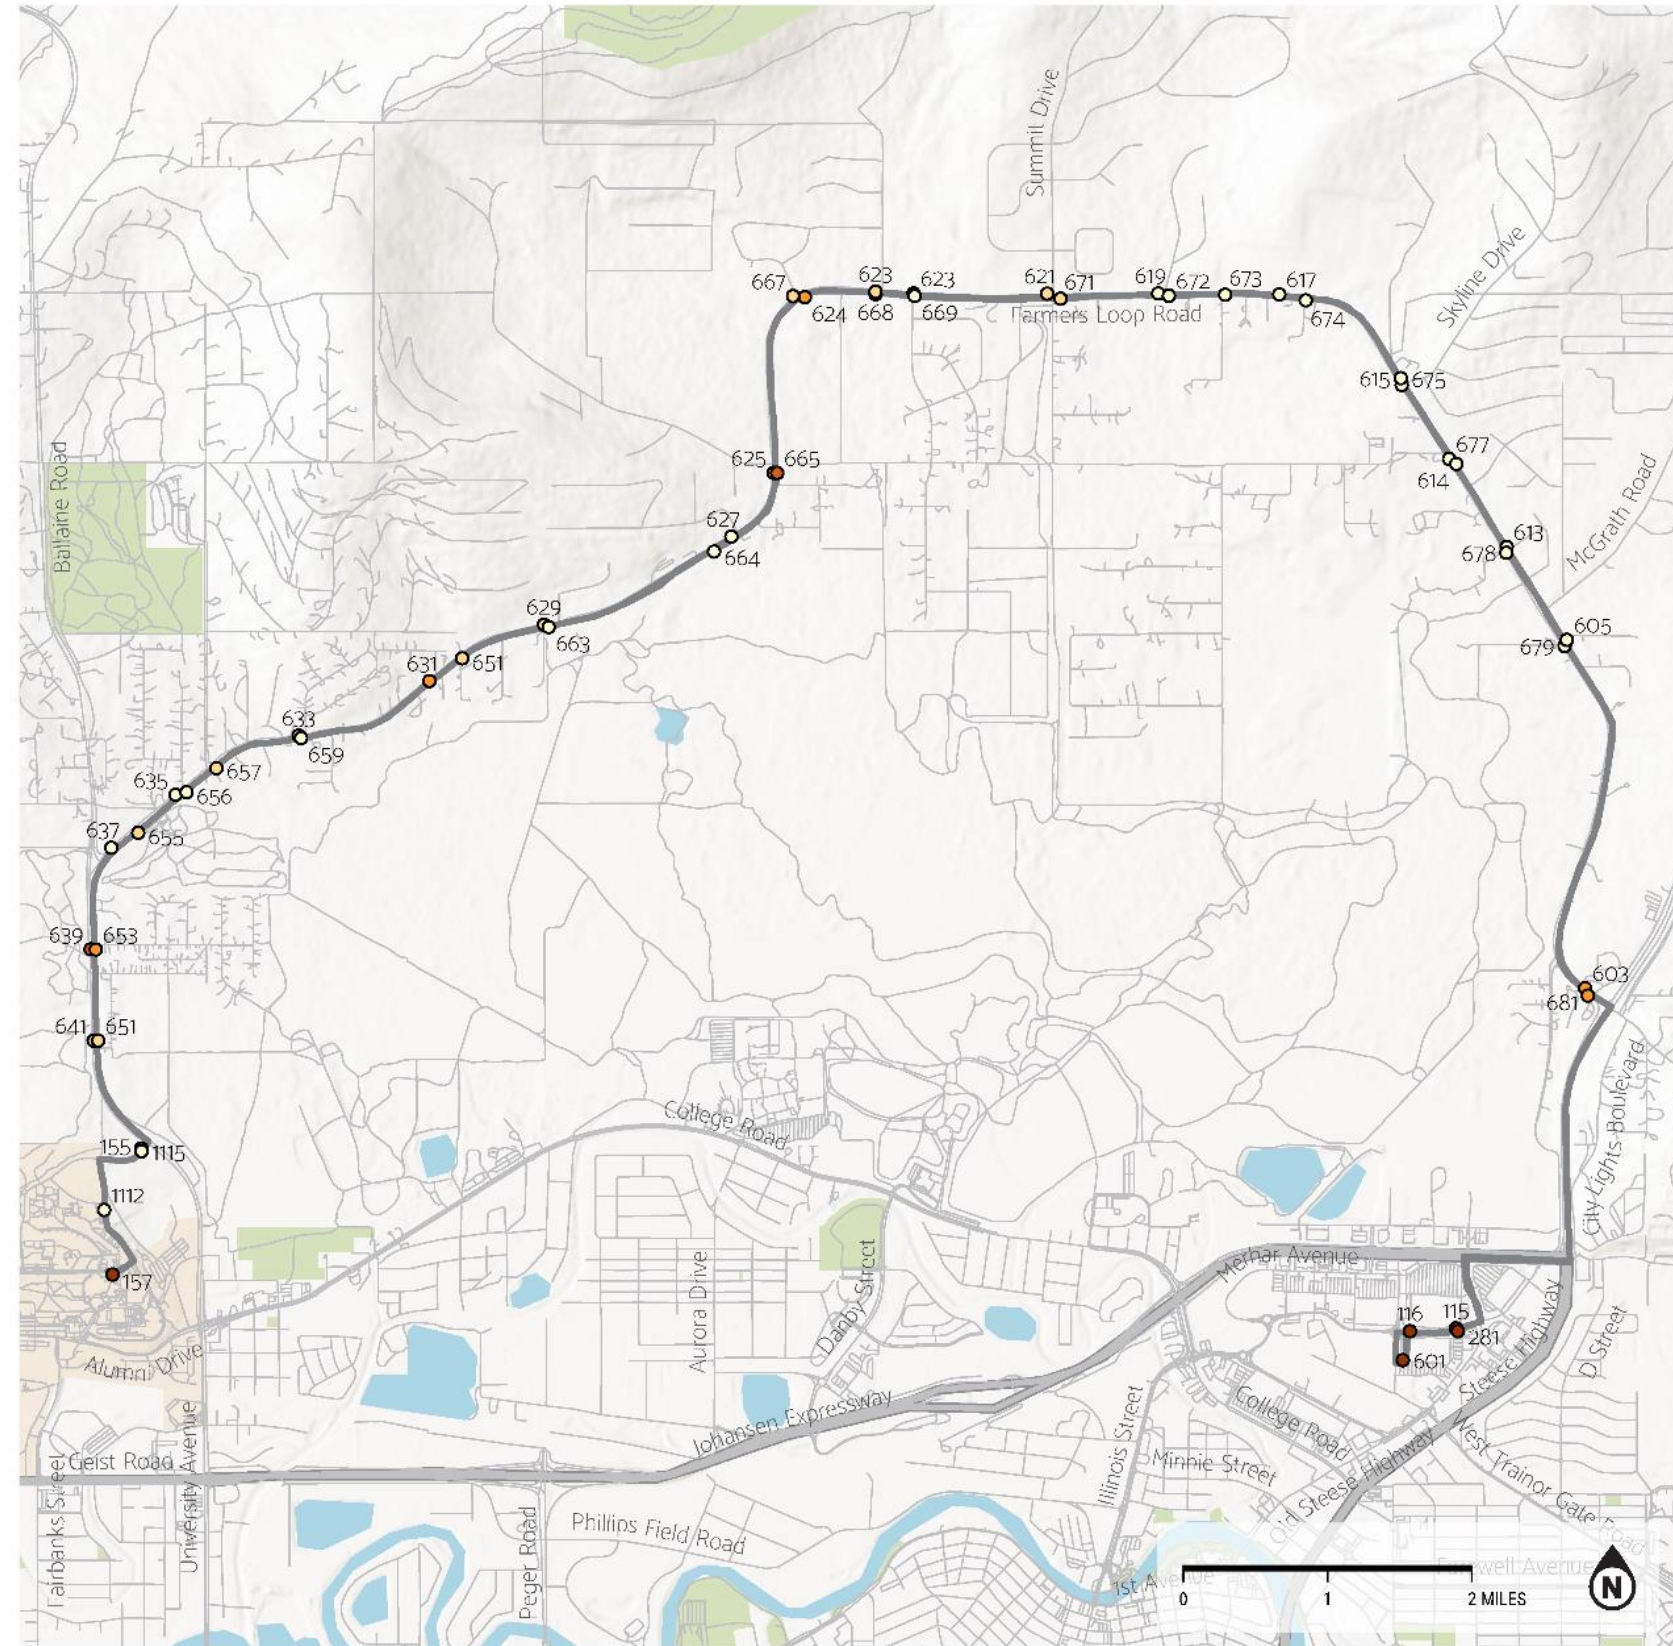 Summit Drive
Skyline Drive
667
624
623
668
623
669
621
671
619
672
673
617
674
Farmers Loop Road
615
675
677
614
Ballaine Road
McGrath Road
625
665
627
664
613
678
629
663
605
679
631
651
633
659
657
635
656
637
655
639
653
603
681
641
651
College Road
City Lights Boulevard
155
1115
1112
157
Merhar Avenue
Aurora Drive
Danby Street
116
115
281
601
Steese Highway
D Street
Alumni Drive
Johansen Expressway
Illinois Street
College Road
Minnie Street
Old Steese Highway
West Trainor Gate Road
Geist Road
Fairbanks Street
University Avenue
Peger Road
Phillips Field Road
1st Avenue
Farewell Avenue
0
1
2 MILES
N